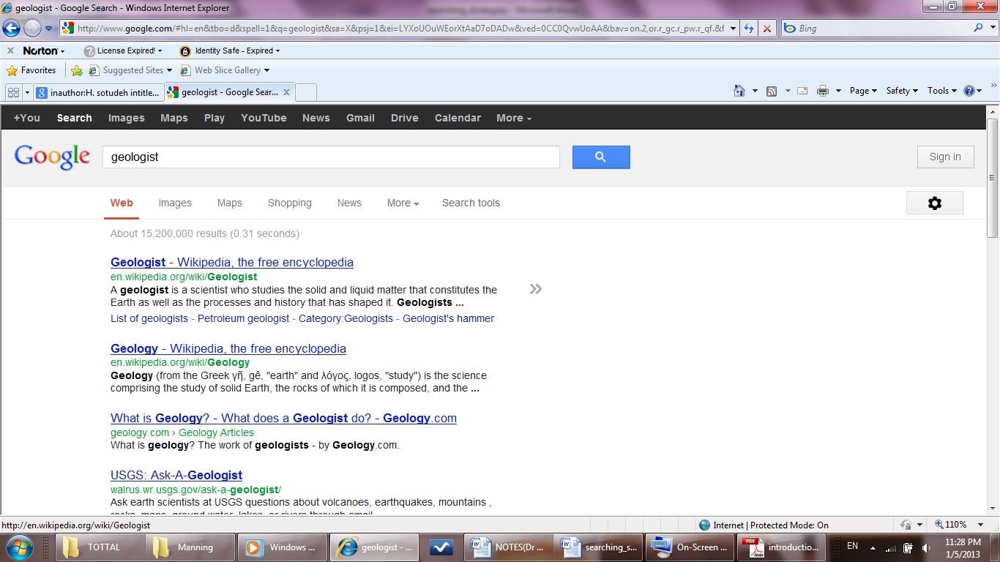 geologist - Google Search - Windows Internet Explorer
http://www.google.com/#hl=en&tbo=d&spell=1&q=geologist&sa=X&psj=1&ei=LYXoUOuWEorXtAaD7oDADw&ved=0CC0QvwUoAA&bav=on.2,or.r_gc.r_pw.r_qf.&f
Bing
x Norton License Expired! Identity Safe - Expired
Favorites Suggested Sites Web Slice Gallery
inauthor:H. sotudeh intitle... geologist - Google Sear... Page Safety Tools
+You Search Images Maps Play YouTube News Gmail Drive Calendar More
Google geologist Sign in
Web Images Maps Shopping News More Search tools
About 15,200,000 results (0.31 seconds)
Geologist - Wikipedia, the free encyclopedia
en.wikipedia.org/wiki/Geologist
A geologist is a scientist who studies the solid and liquid matter that constitutes the
Earth as well as the processes and history that has shaped it. Geologists ...
List of geologists - Petroleum geologist - Category:Geologists - Geologist's hammer
Geology - Wikipedia, the free encyclopedia
en.wikipedia.org/wiki/Geology
Geology (from the Greek γῆ, gê, "earth" and λόγος, logos, "study") is the science
comprising the study of solid Earth, the rocks of which it is composed, and the ...
What is Geology? - What does a Geologist do? - Geology.com
geology.com › Geology Articles
What is geology? The work of geologists - by Geology.com.
USGS: Ask-A-Geologist
walrus.wr.usgs.gov/ask-a-geologist/
Ask earth scientists at USGS questions about volcanoes, earthquakes, mountains ,
rocks, maps, ground water, lakes, or rivers through email.
http://en.wikipedia.org/wiki/Geologist Internet | Protected Mode: On 110%
TOTTAL Manning Windows ... geologist - ... NOTES(Dr ... searching_s... On-Screen ... introductio... EN 11:28 PM
1/5/2013